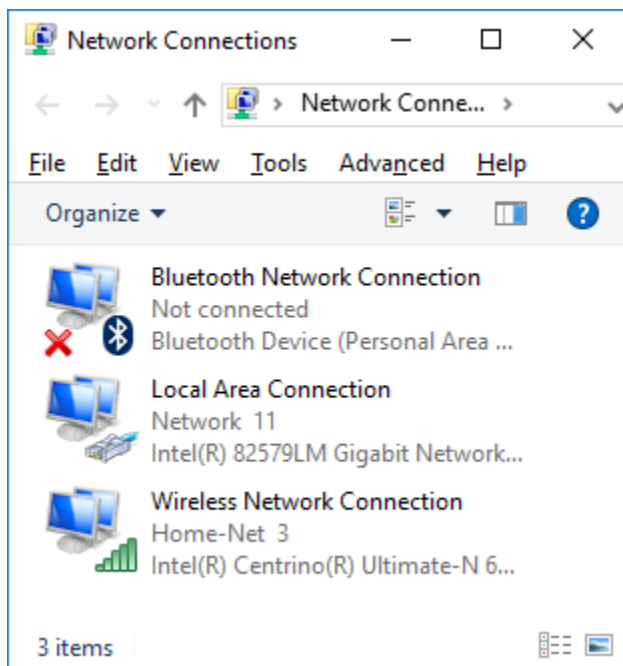 Network Connections
Network Conne...
File Edit View Tools Advanced Help
Organize
Bluetooth Network Connection
Not connected
Bluetooth Device (Personal Area ...
Local Area Connection
Network 11
Intel(R) 82579LM Gigabit Network...
Wireless Network Connection
Home-Net 3
Intel(R) Centrino(R) Ultimate-N 6...
3 items